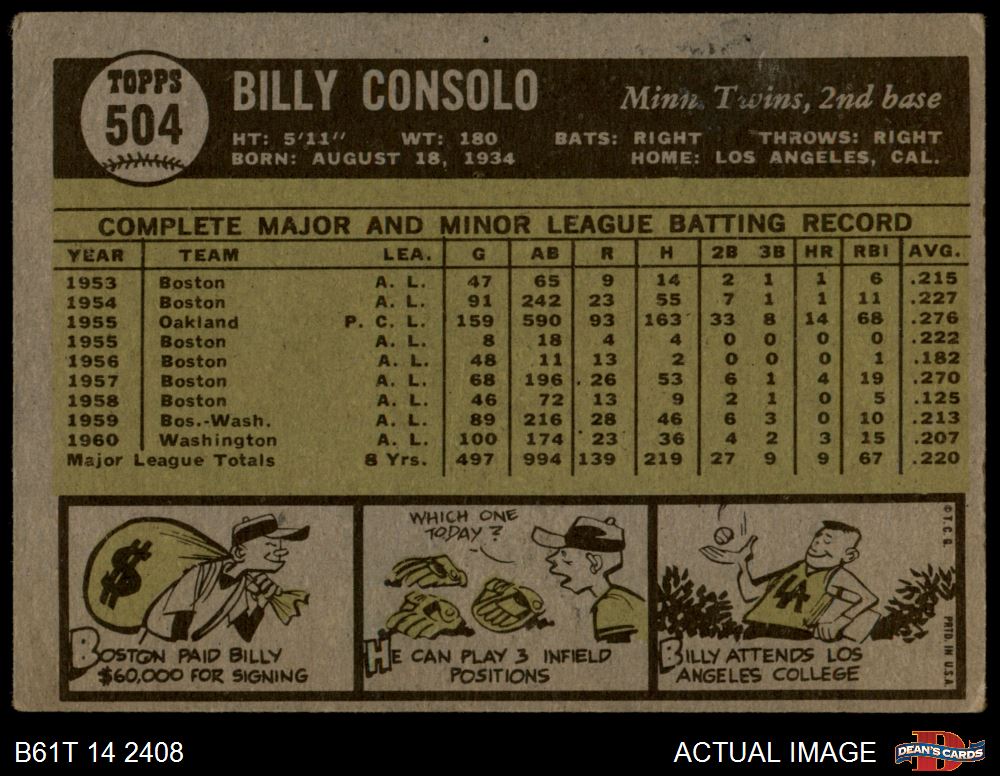 TOPPS
504
BILLY CONSOLO
Minn. Twins, 2nd base
HT: 5'11" WT: 180 BATS: RIGHT THROWS: RIGHT
BORN: AUGUST 18, 1934 HOME: LOS ANGELES, CAL.
COMPLETE MAJOR AND MINOR LEAGUE BATTING RECORD
YEAR TEAM LEA. G AB R H 2B 3B HR RBI AVG.
1953 Boston A. L. 47 65 9 14 2 1 1 6 .215
1954 Boston A. L. 91 242 23 55 7 1 1 11 .227
1955 Oakland P. C. L. 159 590 93 163 33 8 14 68 .276
1955 Boston A. L. 8 18 4 4 0 0 0 0 .222
1956 Boston A. L. 48 11 13 2 0 0 0 1 .182
1957 Boston A. L. 68 196 26 53 6 1 4 19 .270
1958 Boston A. L. 46 72 13 9 2 1 0 5 .125
1959 Bos.-Wash. A. L. 89 216 28 46 6 3 0 10 .213
1960 Washington A. L. 100 174 23 36 4 2 3 15 .207
Major League Totals 8 Yrs. 497 994 139 219 27 9 9 67 .220
$
BOSTON PAID BILLY
$60,000 FOR SIGNING
WHICH ONE
TODAY?
HE CAN PLAY 3 INFIELD
POSITIONS
LA
BILLY ATTENDS LOS
ANGELES COLLEGE
© T. C. G.
PRTD. IN U.S.A.
B61T 14 2408
ACTUAL IMAGE
DEAN'S CARDS